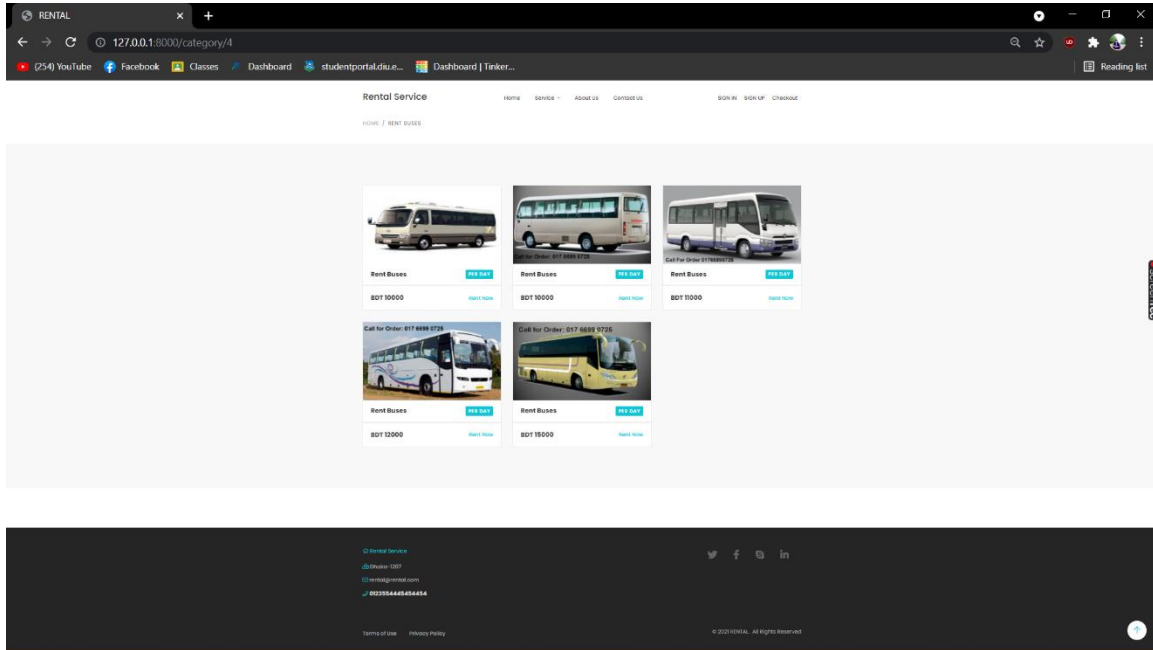 RENTAL
127.0.0.1:8000/category/4
(254) YouTube Facebook Classes Dashboard studentportal.diu.e... Dashboard | Tinker... Reading list
Rental Service Home Service About Us Contact Us SIGN IN SIGN UP Checkout
HOME / RENT BUSES
Call for Order: 017 6699 0725
Call For Order 01766990725
Rent Buses PER DAY Rent Buses PER DAY Rent Buses PER DAY
BDT 10000 Rent Now BDT 10000 Rent Now BDT 11000 Rent Now
Call for Order: 017 6699 0725 Call for Order: 017 6699 0725
Rent Buses PER DAY Rent Buses PER DAY
BDT 12000 Rent Now BDT 15000 Rent Now
Rental Service
Dhaka-1207
rental@rental.com
Terms of Use Privacy Policy © 2021 RENTAL. All Rights Reserved